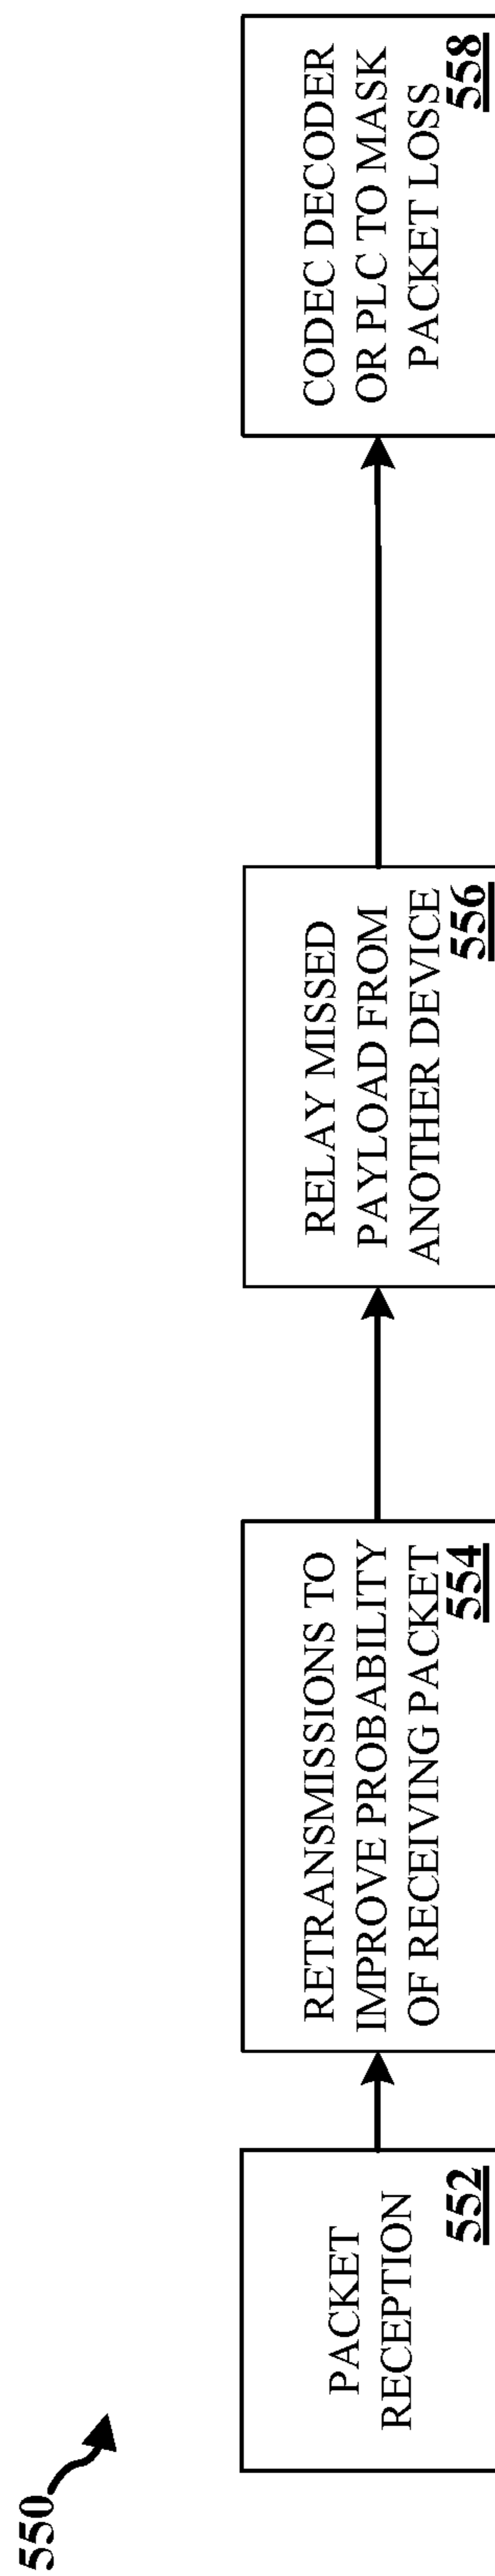 550
PACKET
RECEPTION
552
RETRANSMISSIONS TO
IMPROVE PROBABILITY
OF RECEIVING PACKET
554
RELAY MISSED
PAYLOAD FROM
ANOTHER DEVICE
556
CODEC DECODER
OR PLC TO MASK
PACKET LOSS
558